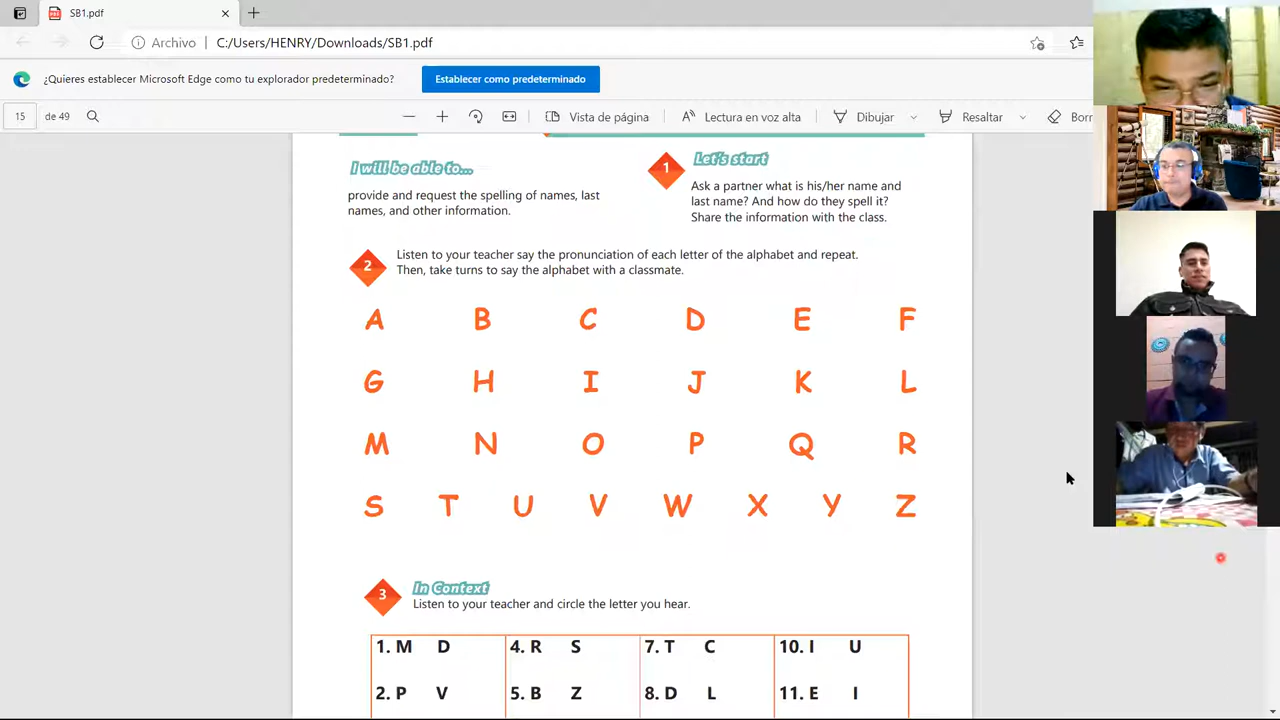 SB1.pdf
Archivo C:/Users/HENRY/Downloads/SB1.pdf
¿Quieres establecer Microsoft Edge como tu explorador predeterminado? Establecer como predeterminado
15 de 49 Vista de página Lectura en voz alta Dibujar Resaltar Borr
I will be able to...
provide and request the spelling of names, last
names, and other information.
1 Let's start
Ask a partner what is his/her name and
last name? And how do they spell it?
Share the information with the class.
2 Listen to your teacher say the pronunciation of each letter of the alphabet and repeat.
Then, take turns to say the alphabet with a classmate.
A B C D E F
G H I J K L
M N O P Q R
S T U V W X Y Z
3 In Context
Listen to your teacher and circle the letter you hear.
1. M D 4. R S 7. T C 10. I U
2. P V 5. B Z 8. D L 11. E I